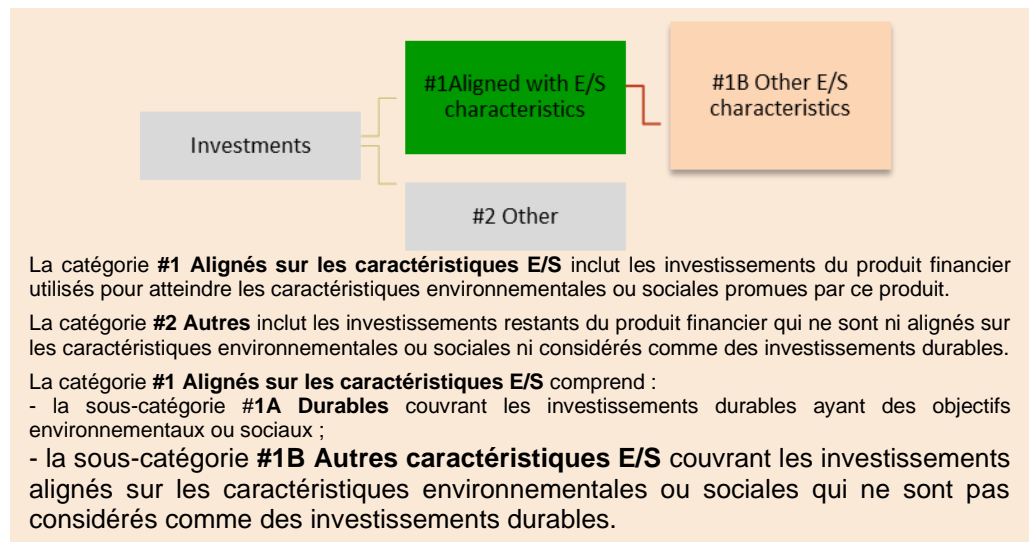 #1Aligned with E/S
characteristics
#1B Other E/S
characteristics
Investments
#2 Other
La catégorie #1 Alignés sur les caractéristiques E/S inclut les investissements du produit financier
utilisés pour atteindre les caractéristiques environnementales ou sociales promues par ce produit.
La catégorie #2 Autres inclut les investissements restants du produit financier qui ne sont ni alignés sur
les caractéristiques environnementales ou sociales ni considérés comme des investissements durables.
La catégorie #1 Alignés sur les caractéristiques E/S comprend :
- la sous-catégorie #1A Durables couvrant les investissements durables ayant des objectifs
environnementaux ou sociaux ;
- la sous-catégorie #1B Autres caractéristiques E/S couvrant les investissements
alignés sur les caractéristiques environnementales ou sociales qui ne sont pas
considérés comme des investissements durables.